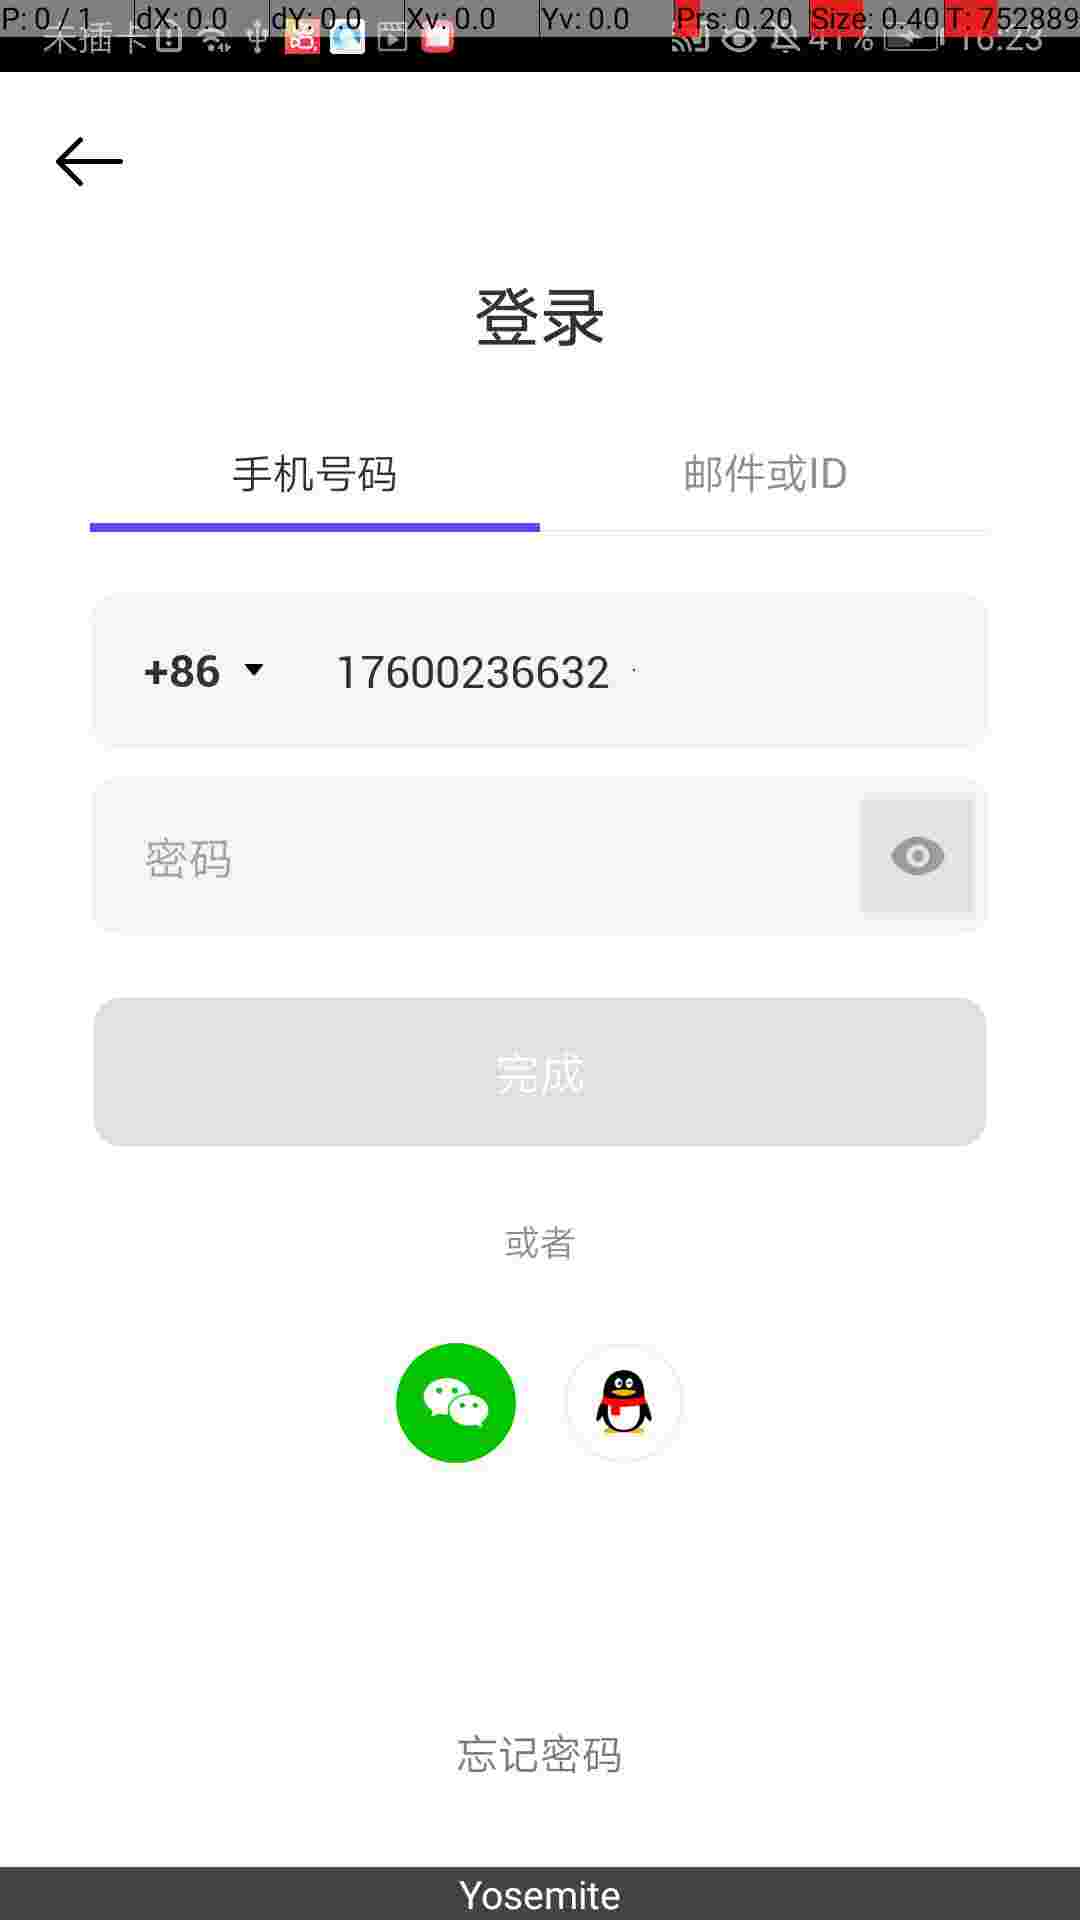 P: 0 / 1 dX: 0.0 dY: 0.0 Xv: 0.0 Yv: 0.0 Prs: 0.20 Size: 0.40 T: 752889
未插卡 41% 16:23
登录
手机号码 邮件或ID
+86 17600236632
密码
完成
或者
忘记密码
Yosemite